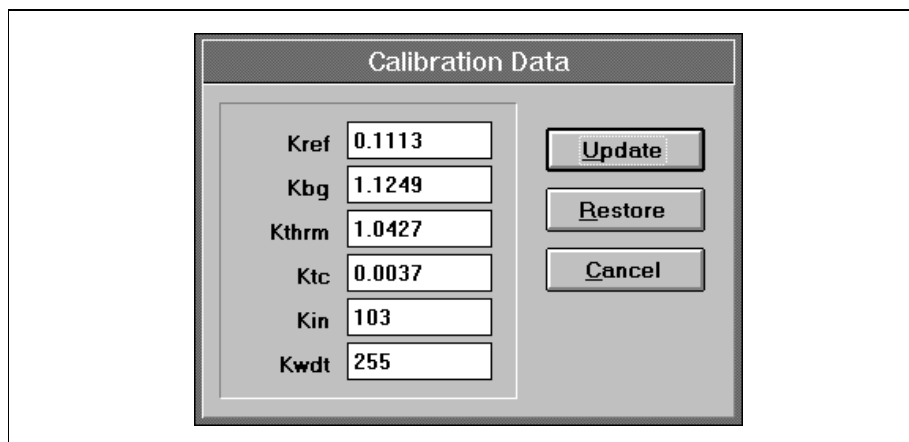 Calibration Data
Kref 0.1113
Kbg 1.1249
Kthrm 1.0427
Ktc 0.0037
Kin 103
Kwdt 255
Update
Restore
Cancel